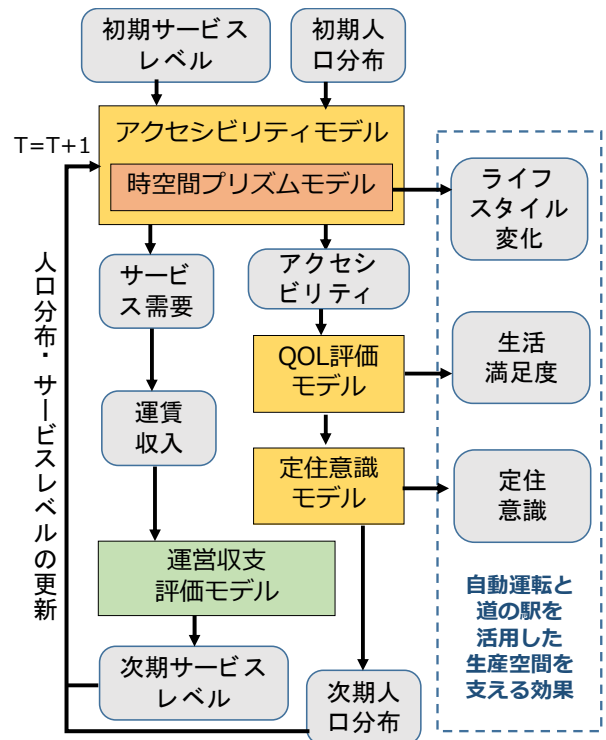 初期サービス
レベル
初期人
口分布
T=T+1
アクセシビリティモデル
時空間プリズムモデル
ライフ
スタイル
変化
サービ
ス需要
アクセシ
ビリティ
QOL評価
モデル
生活
満足度
運賃
収入
定住意識
モデル
定住
意識
運営収支
評価モデル
次期サービス
レベル
次期人
口分布
人口分布・サービスレベルの更新
自動運転と
道の駅を
活用した
生産空間を
支える効果